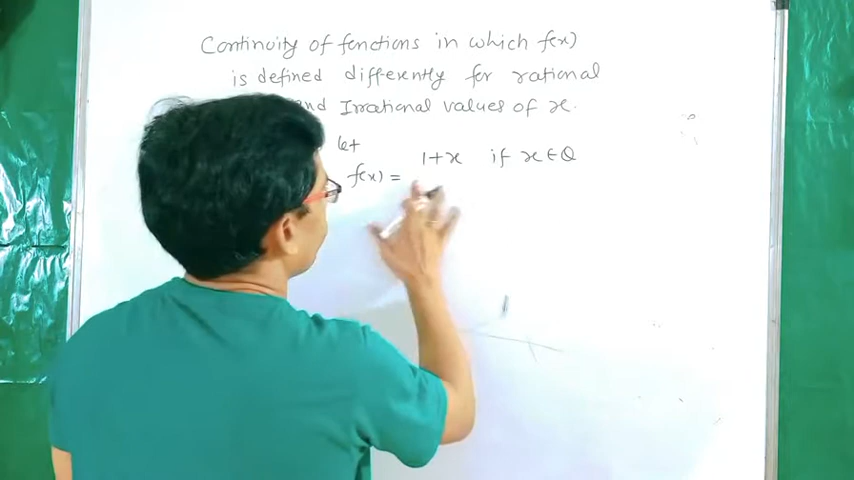 Continuity of functions in which f(x)
is defined differently for rational
and Irrational values of x.
let
1+x if x∈Q
f(x) =